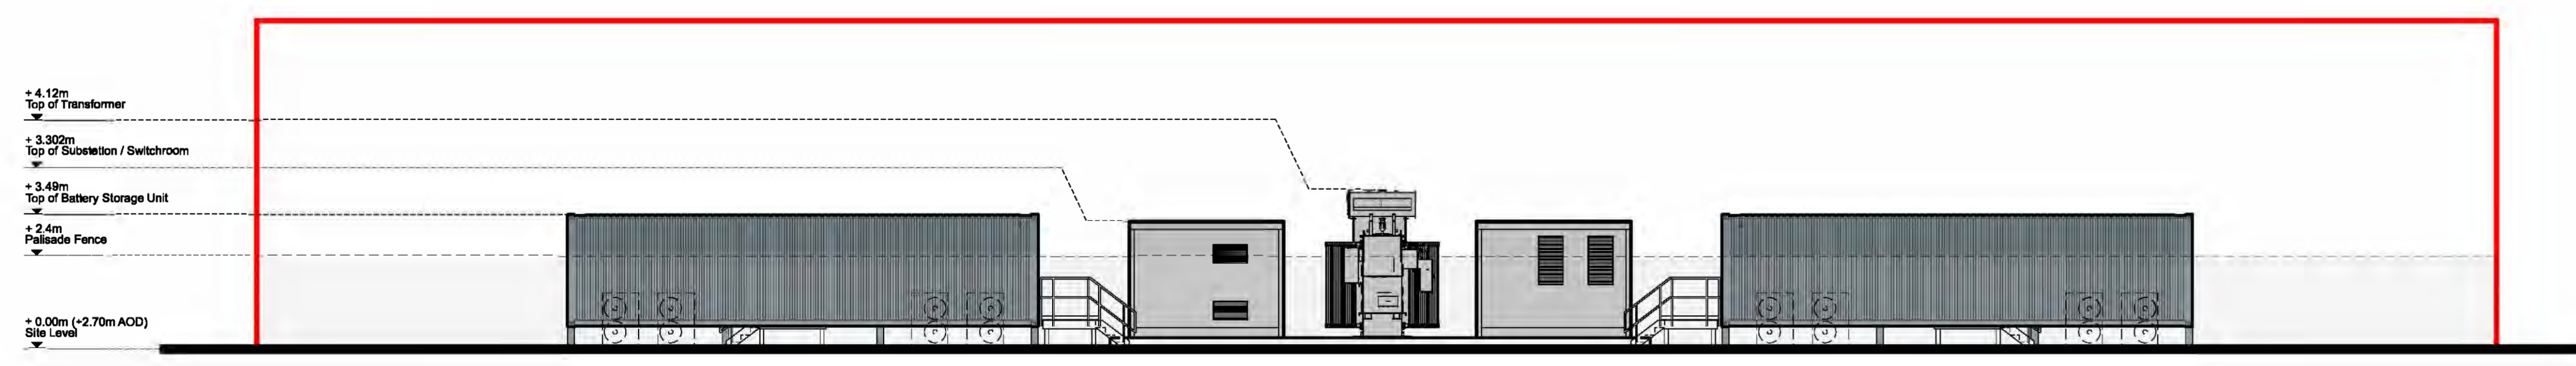 + 4.12m
Top of Transformer
+ 3.302m
Top of Substation / Switchroom
+ 3.49m
Top of Battery Storage Unit
+ 2.4m
Palisade Fence
+ 0.00m (+2.70m AOD)
Site Level